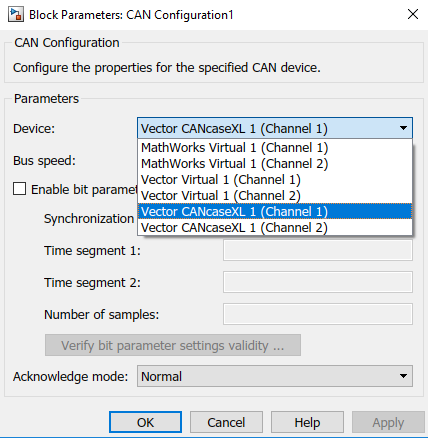 Block Parameters: CAN Configuration1
CAN Configuration
Configure the properties for the specified CAN device.
Parameters
Device: Vector CANcaseXL 1 (Channel 1)
MathWorks Virtual 1 (Channel 1)
Bus speed: MathWorks Virtual 1 (Channel 2)
Vector Virtual 1 (Channel 1)
Enable bit paramet Vector Virtual 1 (Channel 2)
Synchronization Vector CANcaseXL 1 (Channel 1)
Vector CANcaseXL 1 (Channel 2)
Time segment 1:
Time segment 2:
Number of samples:
Verify bit parameter settings validity ...
Acknowledge mode: Normal
OK Cancel Help Apply